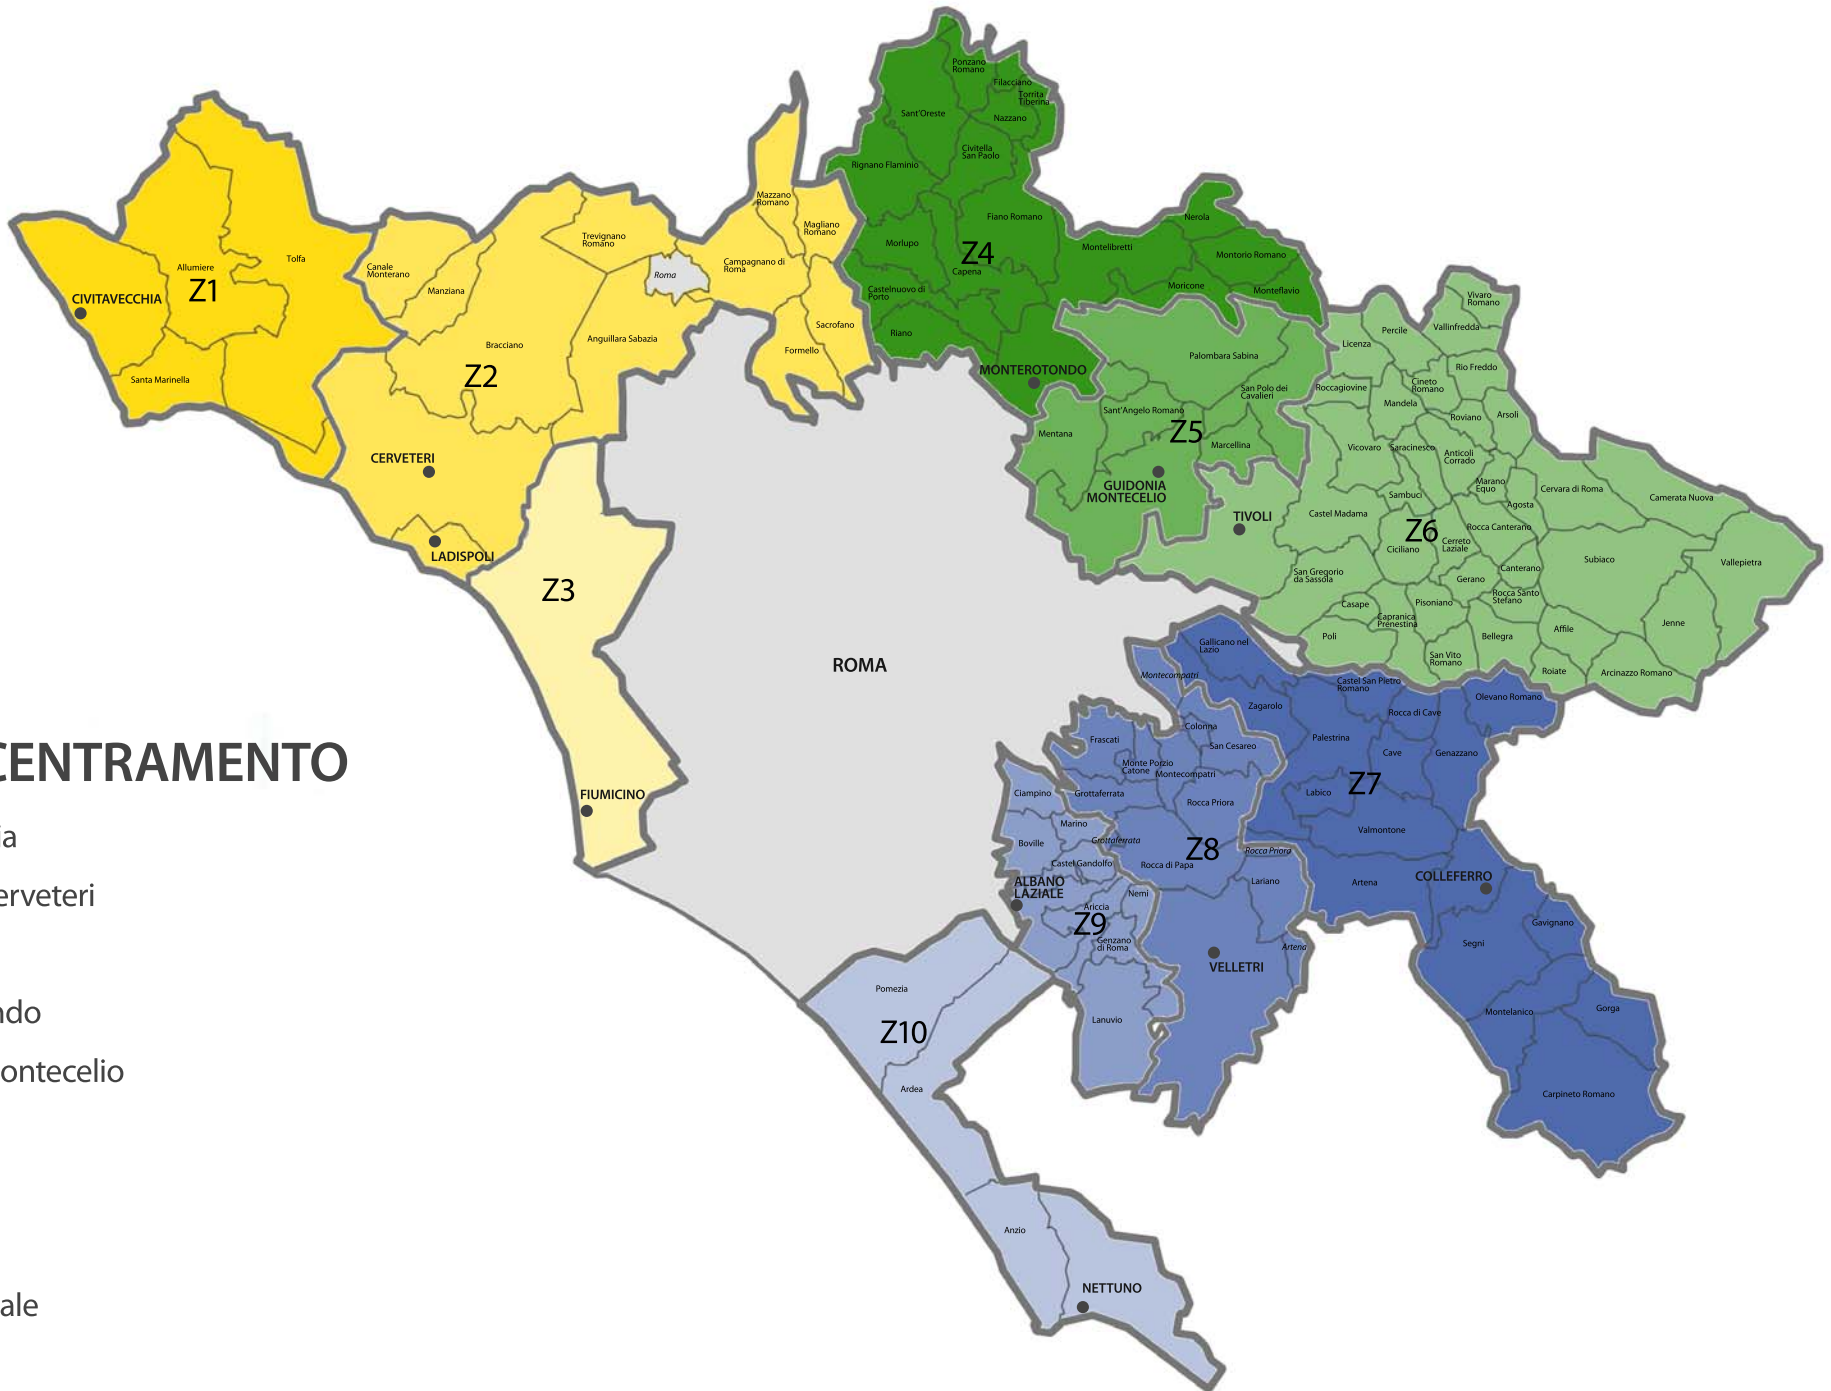 Ponzano
Romano
Filacciano
Torrita
Tiberina
Sant'Oreste
Nazzano
Civitella
San Paolo
Rignano Flaminio
Fiano Romano
Morlupo
Z4
Capena
Castelnuovo di
Porto
Riano
MONTEROTONDO
Nerola
Montelibretti
Montorio Romano
Moricone
Monteflavio
Mazzano
Romano
Magliano
Romano
Campagnano di
Roma
Sacrofano
Formello
Trevignano
Romano
Roma
Canale
Monterano
Manziana
Bracciano
Anguillara Sabazia
Z2
CERVETERI
LADISPOLI
Tolfa
Allumiere
Z1
CIVITAVECCHIA
Santa Marinella
Z3
FIUMICINO
ROMA
Palombara Sabina
San Polo dei
Cavalieri
Sant'Angelo Romano
Mentana
Z5
Marcellina
GUIDONIA
MONTECELIO
TIVOLI
Vivaro
Romano
Vallinfredda
Percile
Licenza
Rio Freddo
Roccagiovine
Cineto
Romano
Mandela
Roviano
Arsoli
Vicovaro
Saracinesco
Anticoli
Corrado
Marano
Equo
Cervara di Roma
Camerata Nuova
Sambuci
Agosta
Castel Madama
Z6
Rocca Canterano
Cerreto
Laziale
Ciciliano
Subiaco
Vallepietra
Canterano
San Gregorio
da Sassola
Gerano
Rocca Santo
Stefano
Casape
Pisoniano
Capranica
Prenestina
Poli
Bellegra
Affile
Jenne
San Vito
Romano
Roiate
Arcinazzo Romano
Gallicano nel
Lazio
Montecompatri
Castel San Pietro
Romano
Olevano Romano
Zagarolo
Rocca di Cave
Palestrina
Cave
Genazzano
Z7
Labico
Valmontone
Artena
COLLEFERRO
Gavignano
Segni
Montelanico
Gorga
Carpineto Romano
Colonna
Frascati
San Cesareo
Monte Porzio
Catone
Montecompatri
Grottaferrata
Rocca Priora
Z8
Rocca di Papa
Rocca Priora
Lariano
Artena
VELLETRI
Ciampino
Marino
Boville
Grottaferrata
Castel Gandolfo
ALBANO
LAZIALE
Nemi
Ariccia
Z9
Genzano
di Roma
Lanuvio
Pomezia
Z10
Ardea
Anzio
NETTUNO
CENTRAMENTO
ia
erveteri
ndo
ontecelio
ale